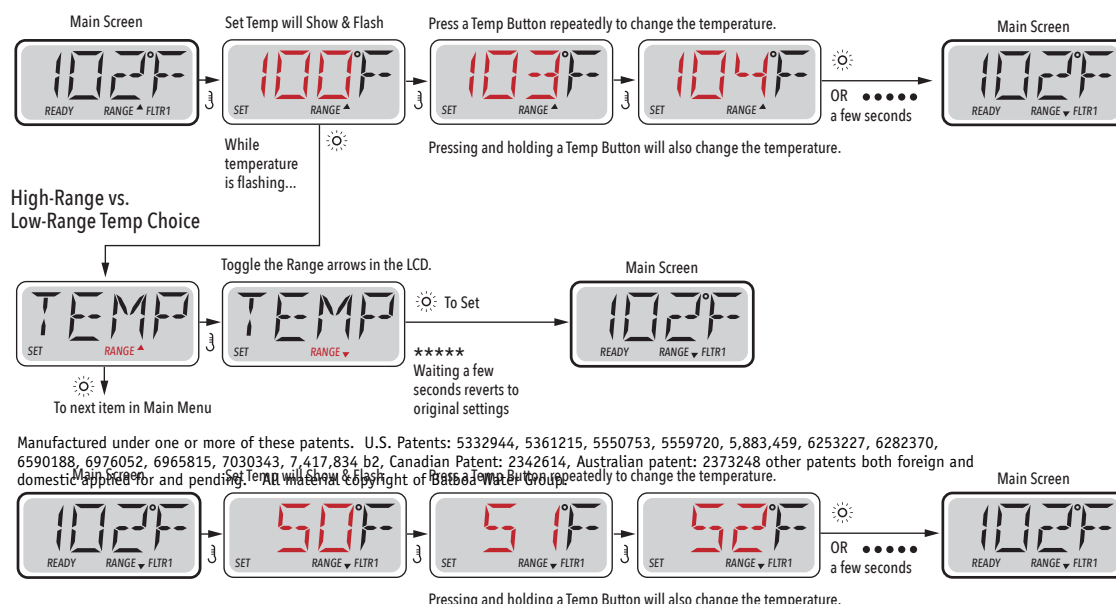 Main Screen
Set Temp will Show & Flash
Press a Temp Button repeatedly to change the temperature.
Main Screen
102°F
READY RANGE FLTR1
100°F
SET RANGE
103°F
SET RANGE
104°F
SET RANGE
OR
a few seconds
102°F
READY RANGE FLTR1
While
temperature
is flashing...
Pressing and holding a Temp Button will also change the temperature.
High-Range vs.
Low-Range Temp Choice
Toggle the Range arrows in the LCD.
Main Screen
TEMP
SET RANGE
TEMP
SET RANGE
To Set
*****
Waiting a few
seconds reverts to
original settings
102°F
READY RANGE FLTR1
To next item in Main Menu
Manufactured under one or more of these patents. U.S. Patents: 5332944, 5361215, 5550753, 5559720, 5,883,459, 6253227, 6282370,
6590188, 6976052, 6965815, 7030343, 7,417,834 b2, Canadian Patent: 2342614, Australian patent: 2373248 other patents both foreign and
domestic applied for and pending. All material copyright of Balboa Water Group.
Main Screen
Set Temp will Show & Flash
Press a Temp Button repeatedly to change the temperature.
Main Screen
102°F
READY RANGE FLTR1
50°F
SET RANGE FLTR1
51°F
SET RANGE FLTR1
52°F
SET RANGE FLTR1
OR
a few seconds
102°F
READY RANGE FLTR1
Pressing and holding a Temp Button will also change the temperature.